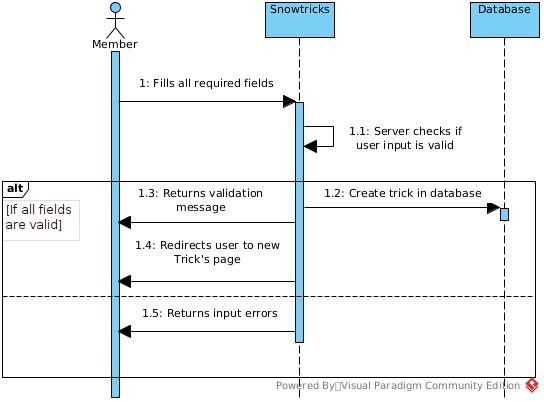 Member
Snowtricks
Database
1: Fills all required fields
1.1: Server checks if
user input is valid
alt
[If all fields
are valid]
1.3: Returns validation
message
1.2: Create trick in database
1.4: Redirects user to new
Trick's page
1.5: Returns input errors
Powered By Visual Paradigm Community Edition